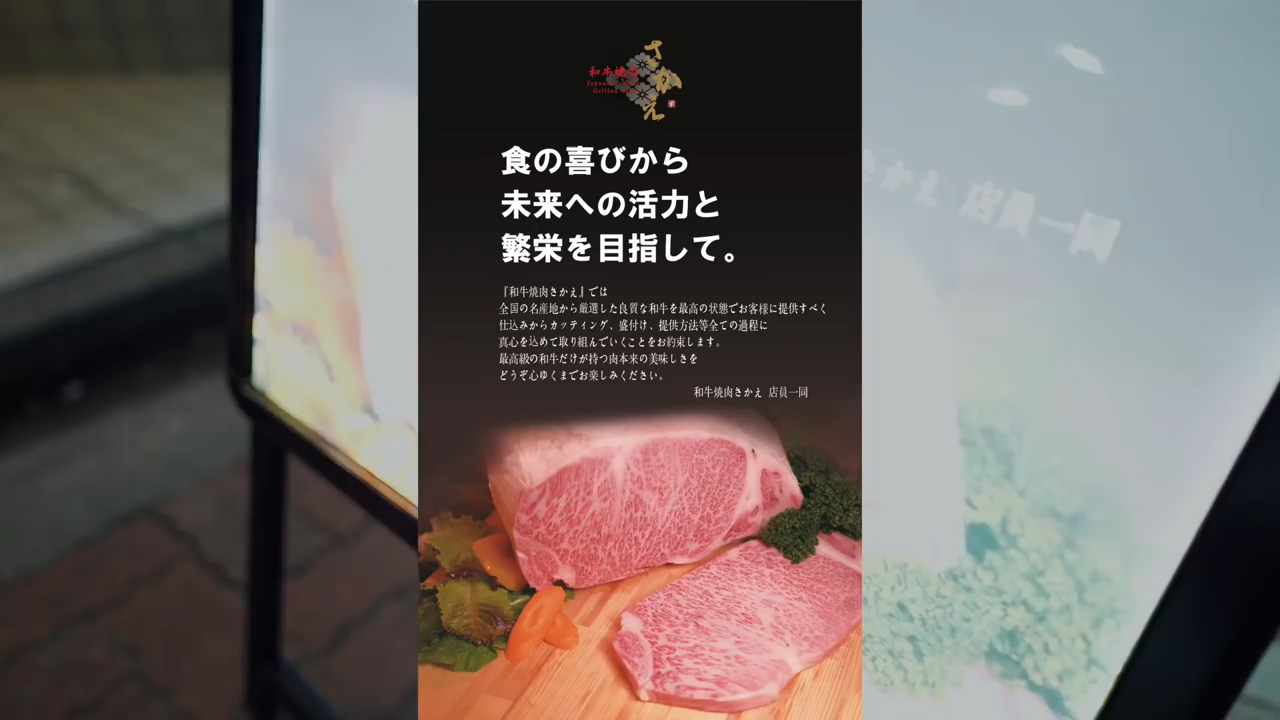 さかえ
和牛焼肉
食の喜びから
未来への活力と
繁栄を目指して。
『和牛焼肉さかえ』では
全国の名産地から厳選した良質な和牛を最高の状態でお客様に提供すべく
仕込みからカッティング、盛付け、提供方法等全ての過程に
真心を込めて取り組んでいくことをお約束します。
最高級の和牛だけが持つ肉本来の美味しさを
どうぞ心ゆくまでお楽しみください。
和牛焼肉さかえ 店員一同
かえ 店員一同